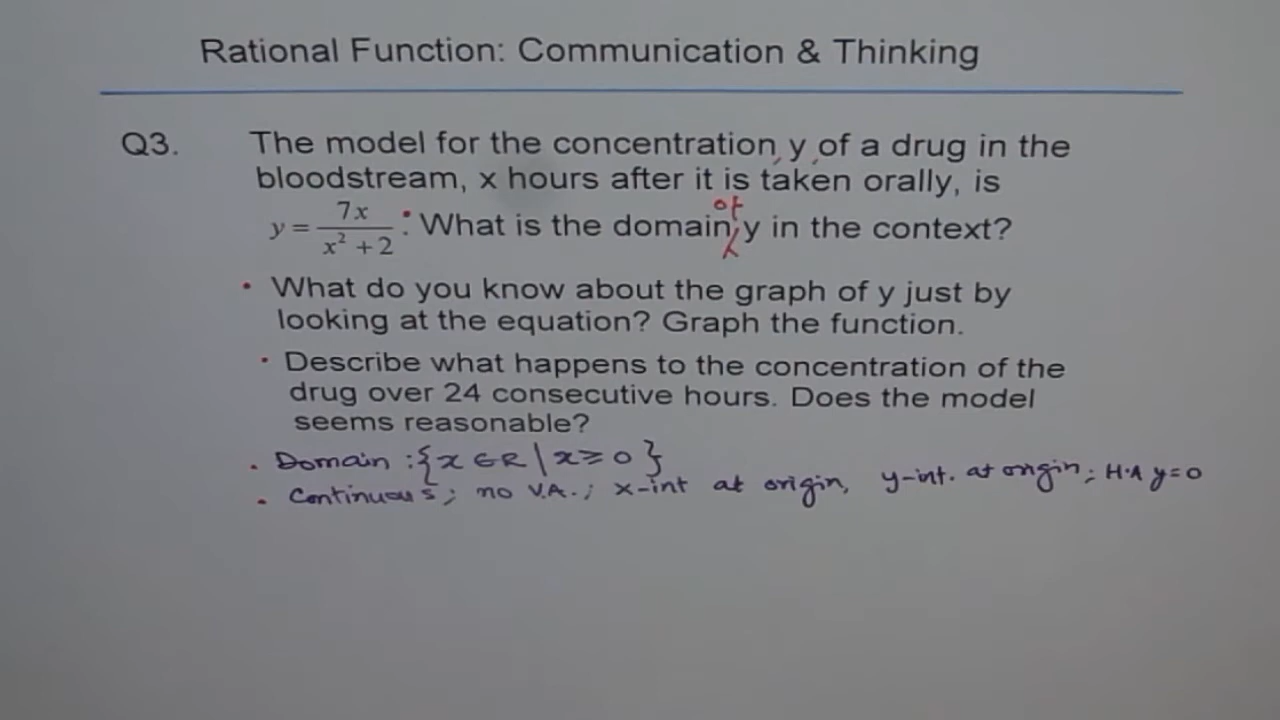 Rational Function: Communication & Thinking
Q3. The model for the concentration, y, of a drug in the
bloodstream, x hours after it is taken orally, is
y = 7x / (x² + 2) : What is the domain of y in the context?
• What do you know about the graph of y just by
looking at the equation? Graph the function.
• Describe what happens to the concentration of the
drug over 24 consecutive hours. Does the model
seems reasonable?
• Domain : {x ∈ R | x ≥ 0}
• Continuous; no V.A.; x-int at origin, y-int. at origin; H.A y=0